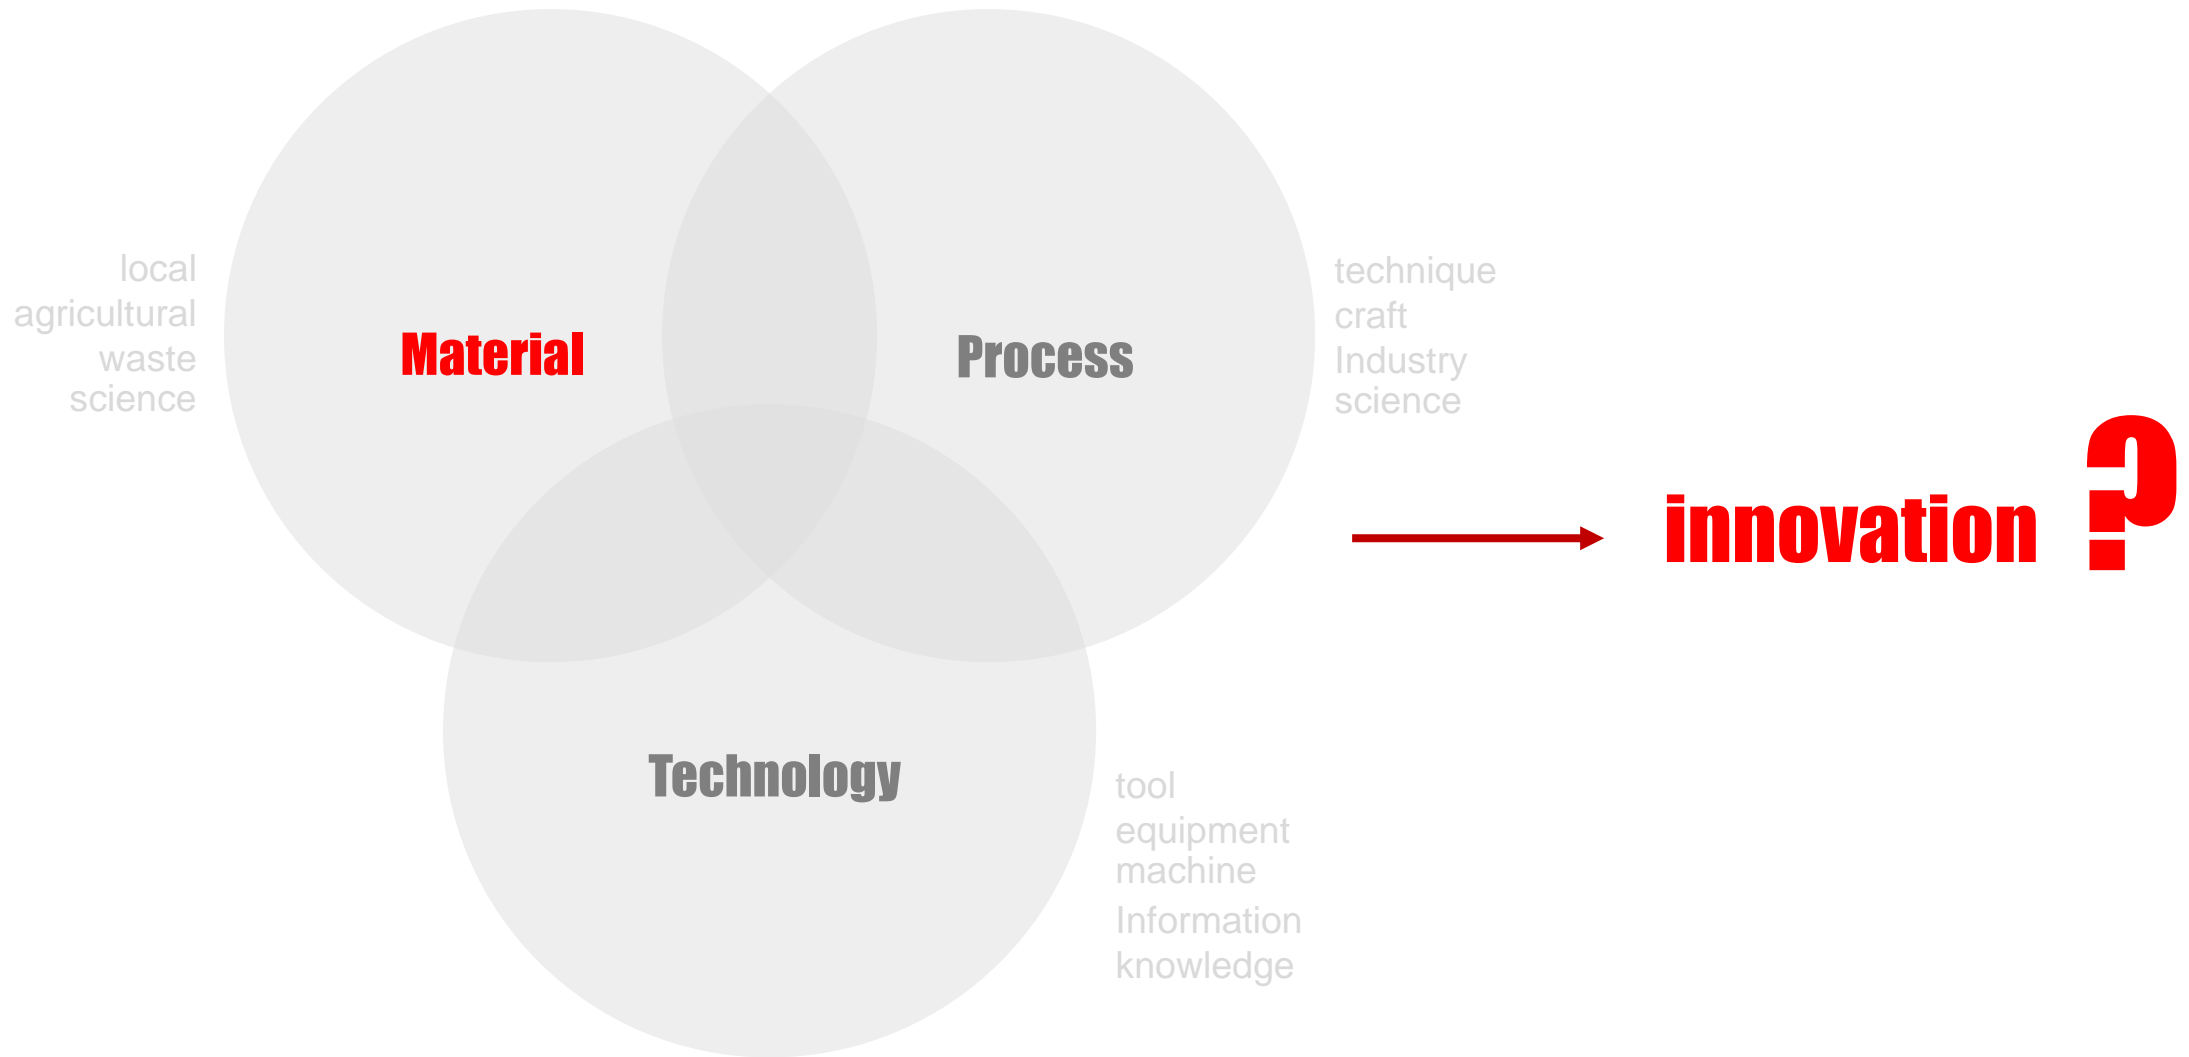 local
agricultural
waste
science
Material
Process
technique
craft
Industry
science
innovation ?
Technology
tool
equipment
machine
Information
knowledge